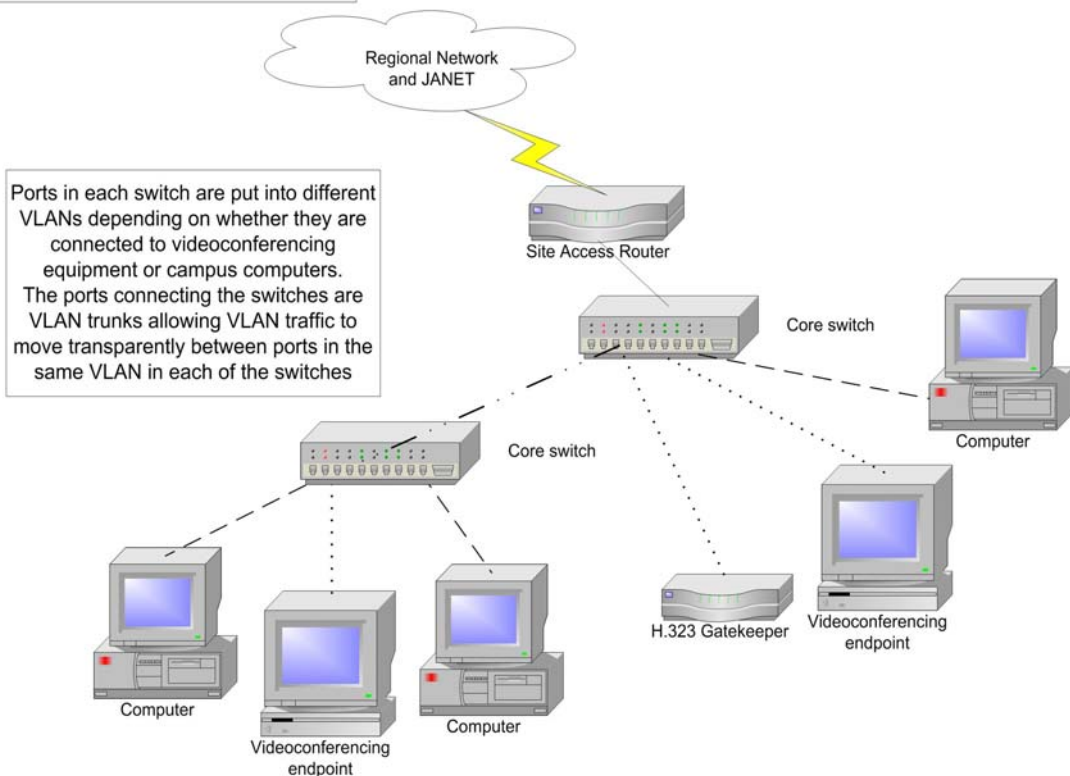 Regional Network
and JANET
Ports in each switch are put into different
VLANs depending on whether they are
connected to videoconferencing
equipment or campus computers.
The ports connecting the switches are
VLAN trunks allowing VLAN traffic to
move transparently between ports in the
same VLAN in each of the switches
Site Access Router
Core switch
Computer
Core switch
H.323 Gatekeeper
Videoconferencing
endpoint
Computer
Videoconferencing
endpoint
Computer